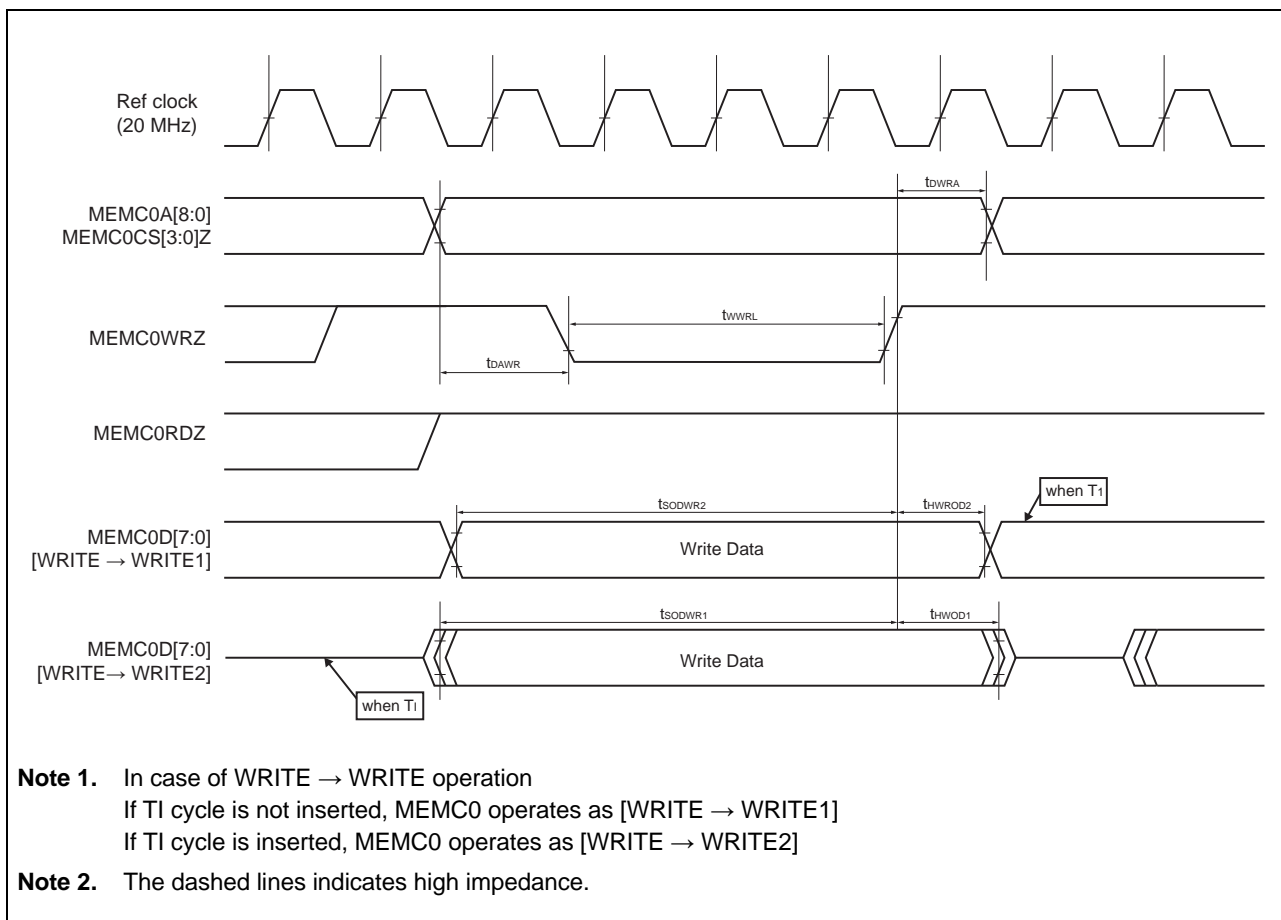 Ref clock
(20 MHz)
tDWRA
MEMC0A[8:0]
MEMC0CS[3:0]Z
tWWRL
MEMC0WRZ
tDAWR
MEMC0RDZ
when T1
tSODWR2
tHWROD2
MEMC0D[7:0]
[WRITE → WRITE1]
Write Data
tSODWR1
tHWOD1
MEMC0D[7:0]
[WRITE→ WRITE2]
Write Data
when TI
Note 1. In case of WRITE → WRITE operation
If TI cycle is not inserted, MEMC0 operates as [WRITE → WRITE1]
If TI cycle is inserted, MEMC0 operates as [WRITE → WRITE2]
Note 2. The dashed lines indicates high impedance.